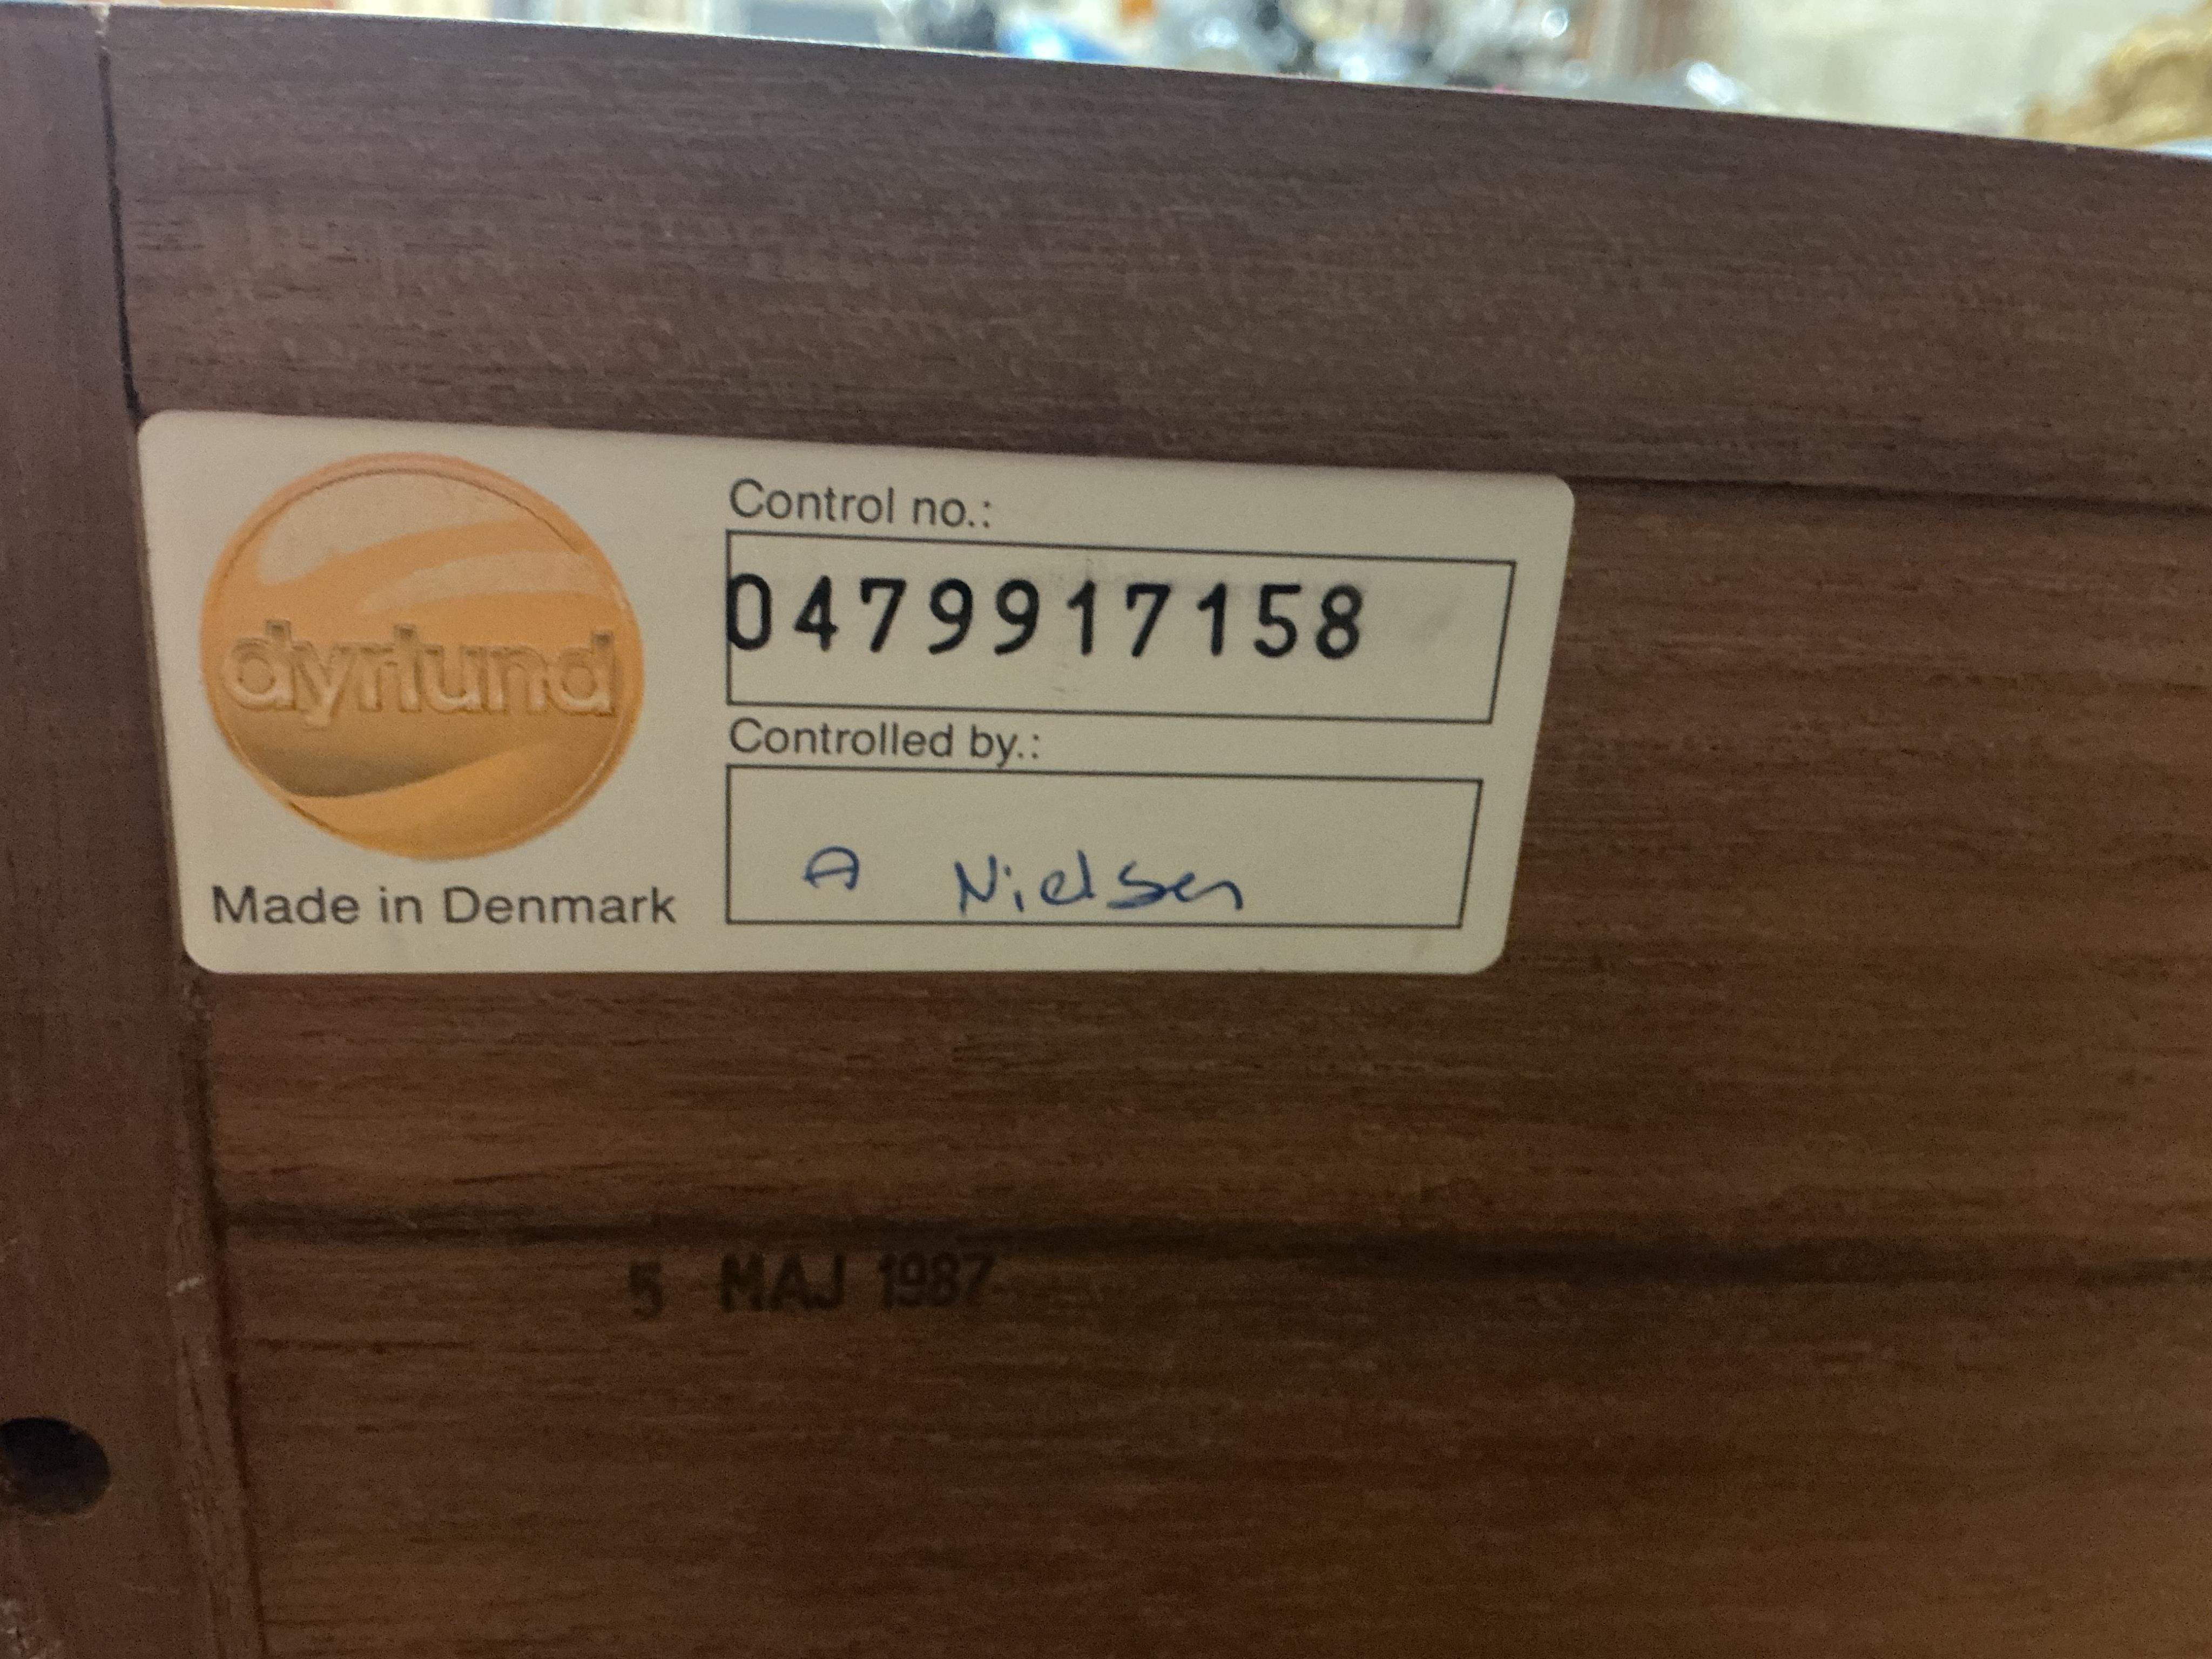 dyrlund
Made in Denmark
Control no.:
0479917158
Controlled by.:
A Nielsen
5 MAJ 1987